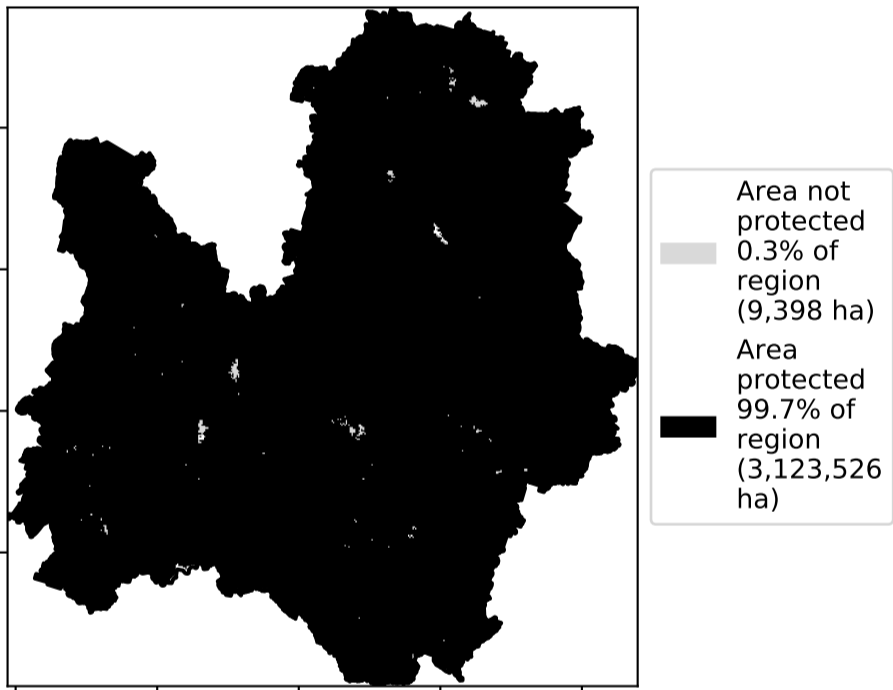 Area not
protected
0.3% of
region
(9,398 ha)
Area
protected
99.7% of
region
(3,123,526
ha)